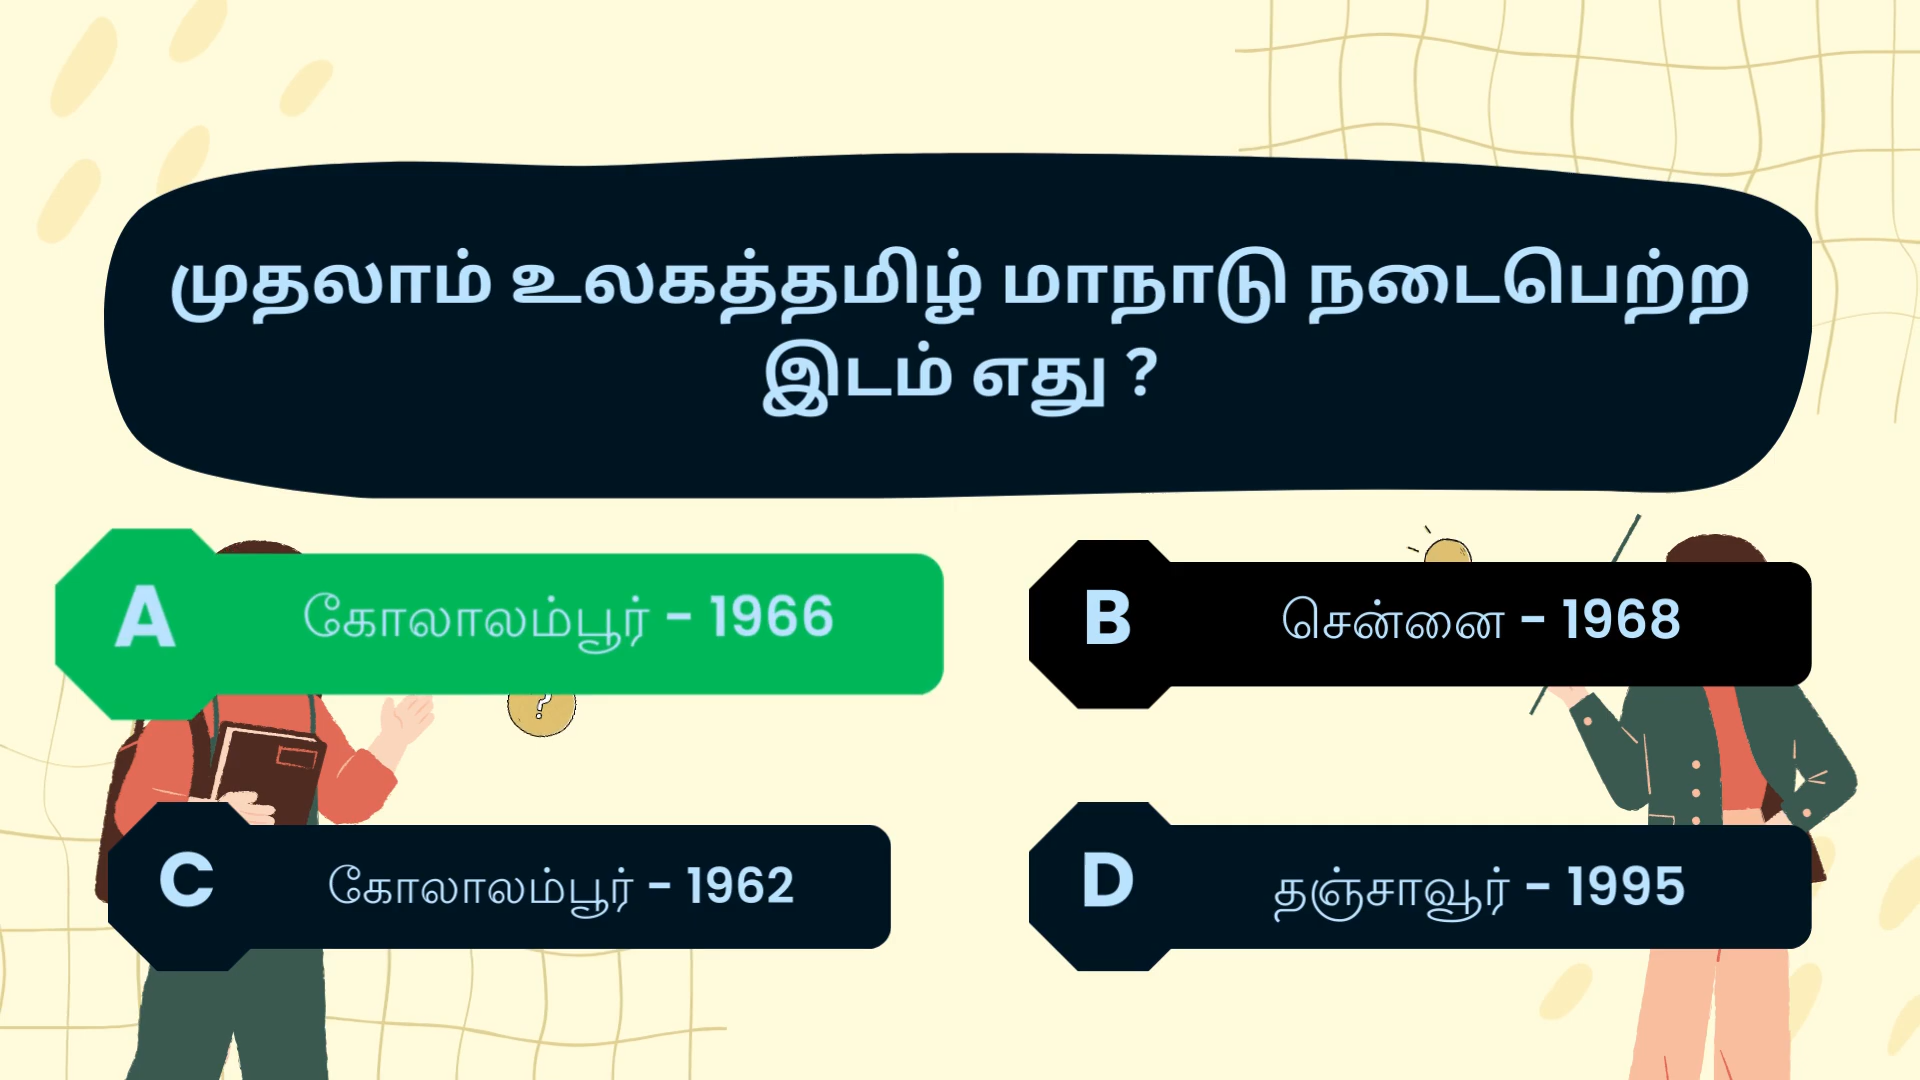 முதலாம் உலகத்தமிழ் மாநாடு நடைபெற்ற
இடம் எது ?
A கோலாலம்பூர் – 1966
B சென்னை – 1968
?
C கோலாலம்பூர் – 1962
D தஞ்சாவூர் – 1995